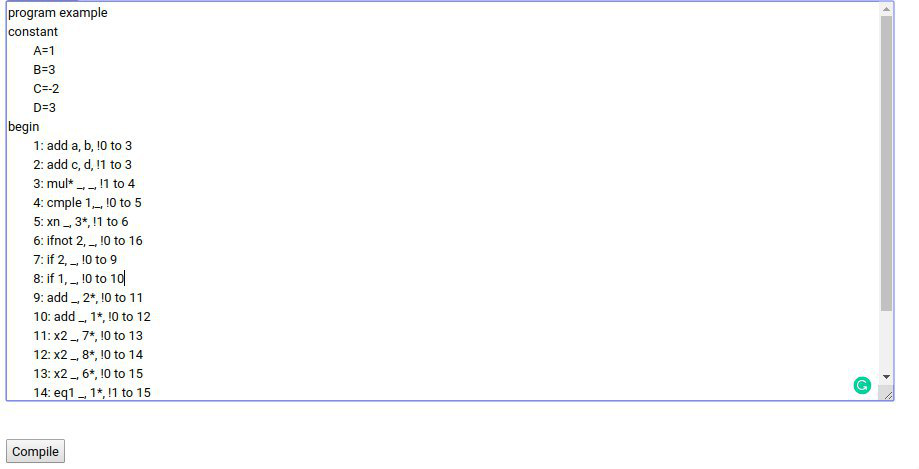 program example
constant
A=1
B=3
C=-2
D=3
begin
1: add a, b, !0 to 3
2: add c, d, !1 to 3
3: mul* _, _, !1 to 4
4: cmple 1,_, !0 to 5
5: xn _, 3*, !1 to 6
6: ifnot 2, _, !0 to 16
7: if 2, _, !0 to 9
8: if 1, _, !0 to 10
9: add _, 2*, !0 to 11
10: add _, 1*, !0 to 12
11: x2 _, 7*, !0 to 13
12: x2 _, 8*, !0 to 14
13: x2 _, 6*, !0 to 15
14: eq1 _, 1*, !1 to 15
Compile